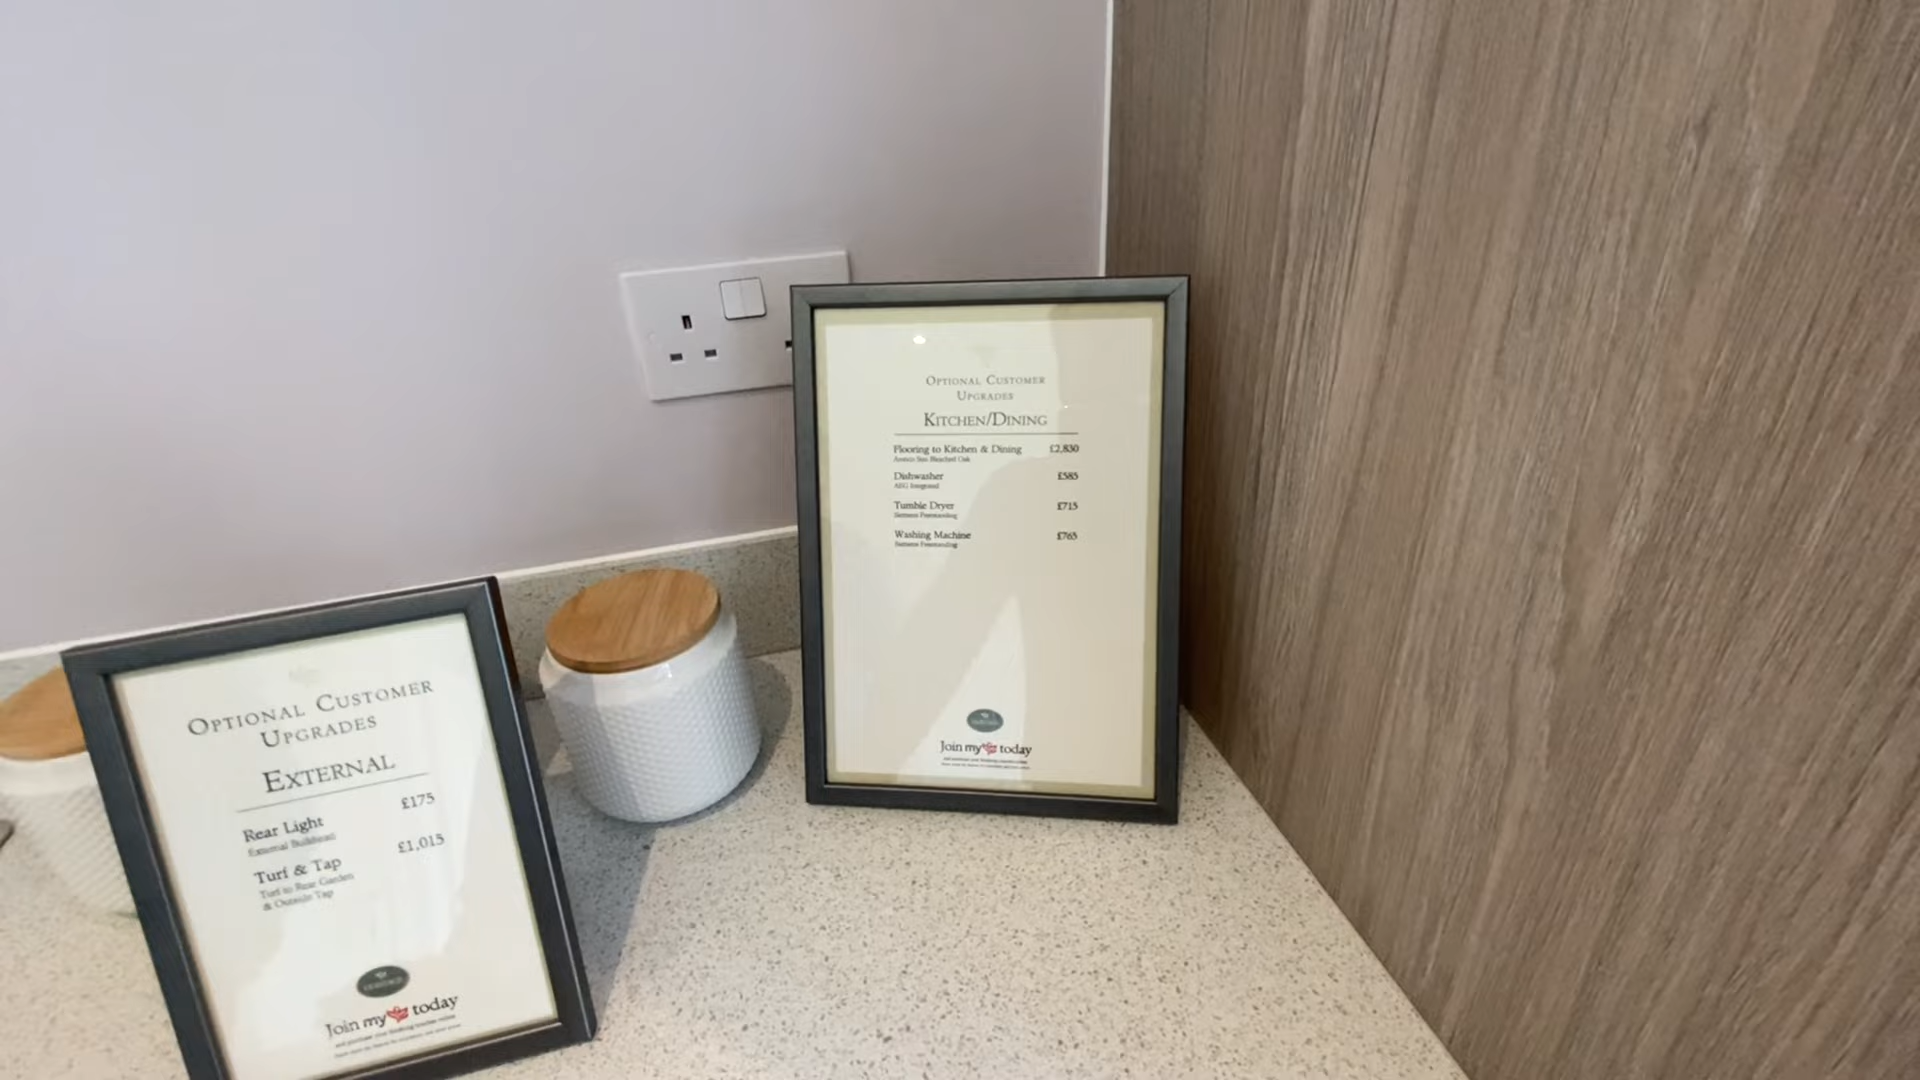 OPTIONAL CUSTOMER
UPGRADES
EXTERNAL
£175
Rear Light
External Bulkhead
£1,015
Turf & Tap
Turf to Rear Garden
& Outside Tap
Join my today
OPTIONAL CUSTOMER
UPGRADES
KITCHEN/DINING
Flooring to Kitchen & Dining £2,830
Dishwasher £585
AEG Integrated
Tumble Dryer £715
Siemens Freestanding
Washing Machine £765
Siemens Freestanding
Join my today